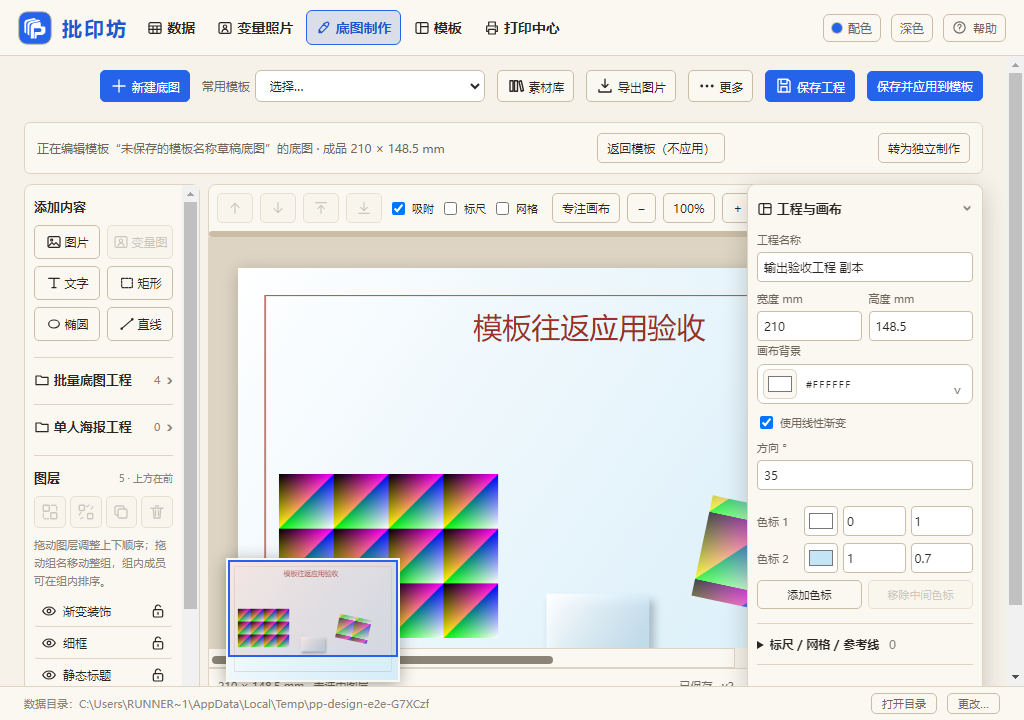 批印坊
数据
变量照片
底图制作
模板
打印中心
配色
深色
帮助
新建底图
常用模板
选择...
素材库
导出图片
更多
保存工程
保存并应用到模板
正在编辑模板“未保存的模板名称草稿底图”的底图 · 成品 210 × 148.5 mm
返回模板（不应用）
转为独立制作
添加内容
图片
变量图
文字
矩形
椭圆
直线
批量底图工程 4
单人海报工程 0
图层
5 · 上方在前
拖动图层调整上下顺序；拖
动组名移动整组，组内成员
可在组内排序。
渐变装饰
细框
静态标题
吸附
标尺
网格
专注画布
−
100%
+
模板往返应用验收
模板往返应用验收
工程与画布
工程名称
输出验收工程 副本
宽度 mm
高度 mm
210
148.5
画布背景
#FFFFFF
使用线性渐变
方向 °
35
色标 1
0
1
色标 2
1
0.7
添加色标
移除中间色标
标尺 / 网格 / 参考线 0
数据目录：C:\Users\RUNNER~1\AppData\Local\Temp\pp-design-e2e-G7XCzf
打开目录
更改...